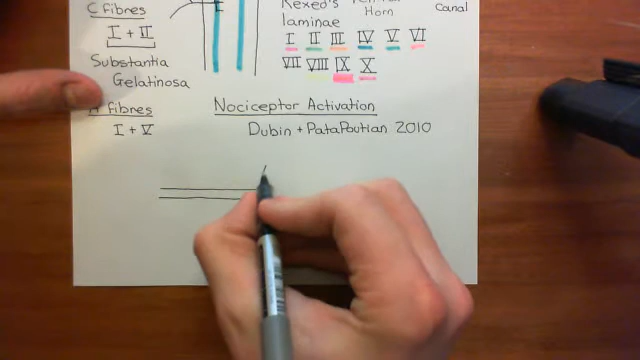 C fibres
I + II
Substantia
Gelatinosa
fibres
I + V
Rexed's
laminae
Horn
Canal
I II III IV V VI
VII VIII IX X
Nociceptor Activation
Dubin + Patapoutian 2010